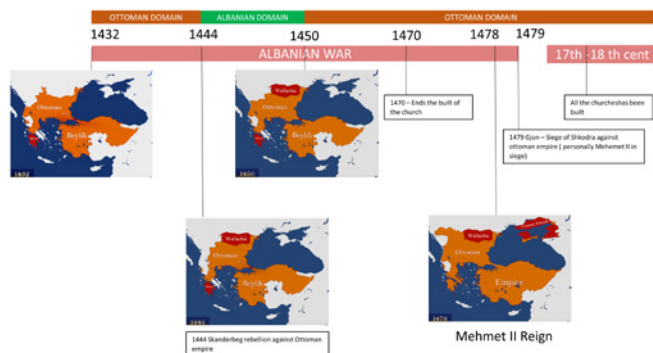 OTTOMAN DOMAIN
ALBANIAN DOMAIN
OTTOMAN DOMAIN
1432
1444
1450
1470
1478
1479
ALBANIAN WAR
17th -18 th cent
1470 – Ends the built of
the church
All the churcheshas been
built
1479 Gjon – Siege of Shkodra against
ottoman empire ( personally Mehemet II in
siege)
Ottoman
Beylik
1432
Wallachia
Ottoman
Beylik
1450
Wallachia
Ottoman
Beylik
1444 Skanderbeg rebellion against Ottoman
empire
Wallachia
Ottoman
Empire
1478
Mehmet II Reign